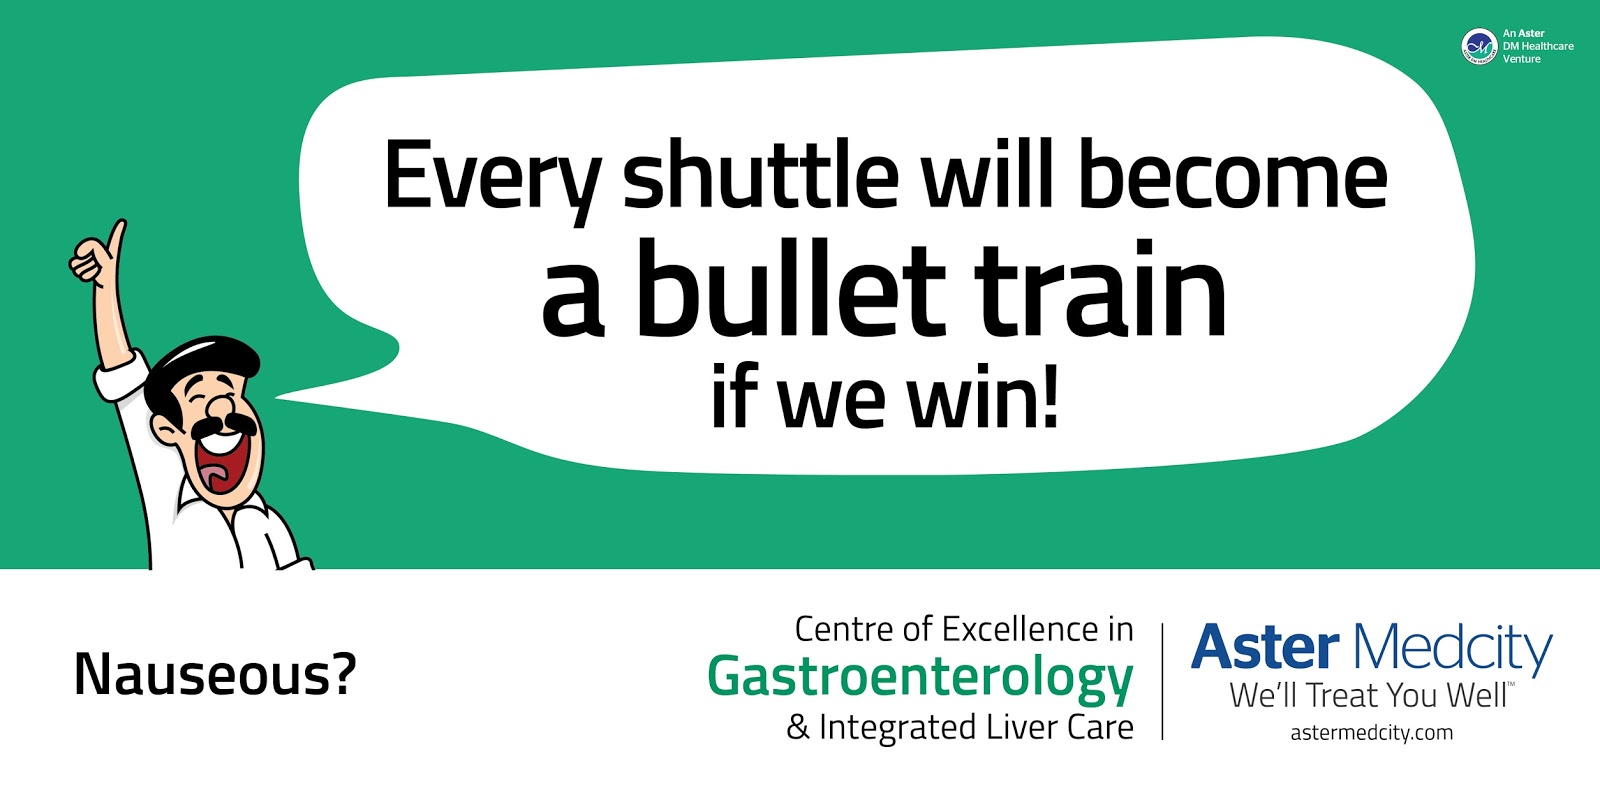 An Aster
DM Healthcare
Venture
Every shuttle will become
a bullet train
if we win!
Nauseous?
Centre of Excellence in
Gastroenterology
& Integrated Liver Care
Aster Medcity
We'll Treat You Well™
astermedcity.com